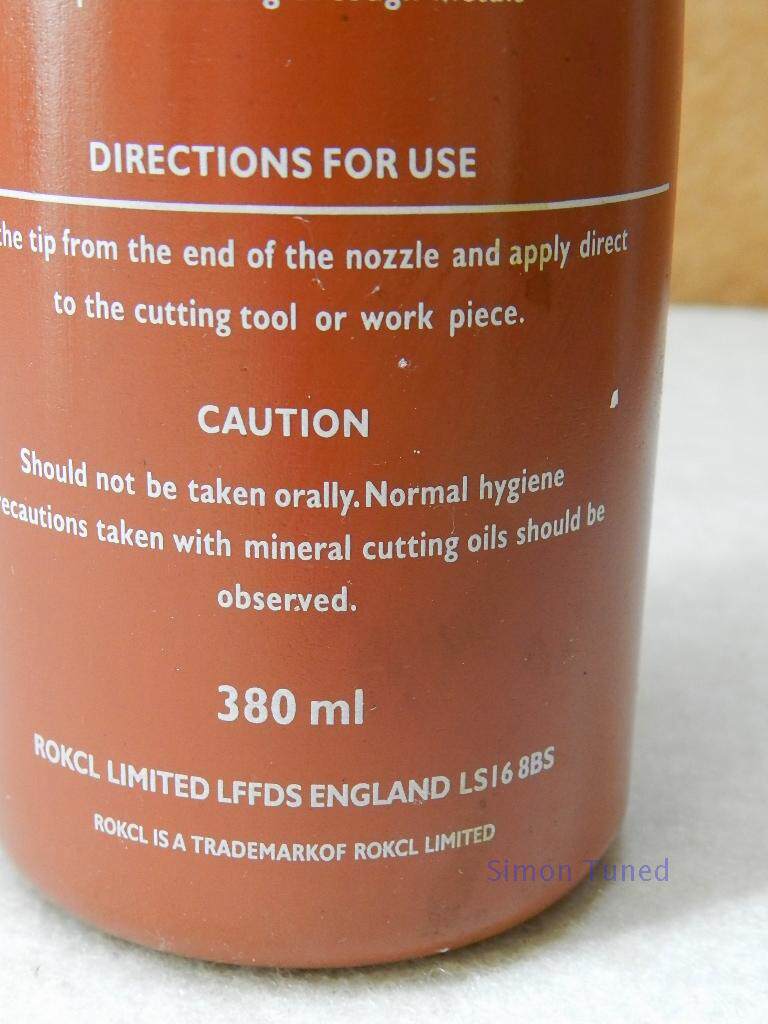 DIRECTIONS FOR USE
the tip from the end of the nozzle and apply direct
to the cutting tool or work piece.
CAUTION
Should not be taken orally. Normal hygiene
recautions taken with mineral cutting oils should be
observed.
380 ml
ROKCL LIMITED LFFDS ENGLAND LS16 8BS
ROKCL IS A TRADEMARKOF ROKCL LIMITED
Simon Tuned